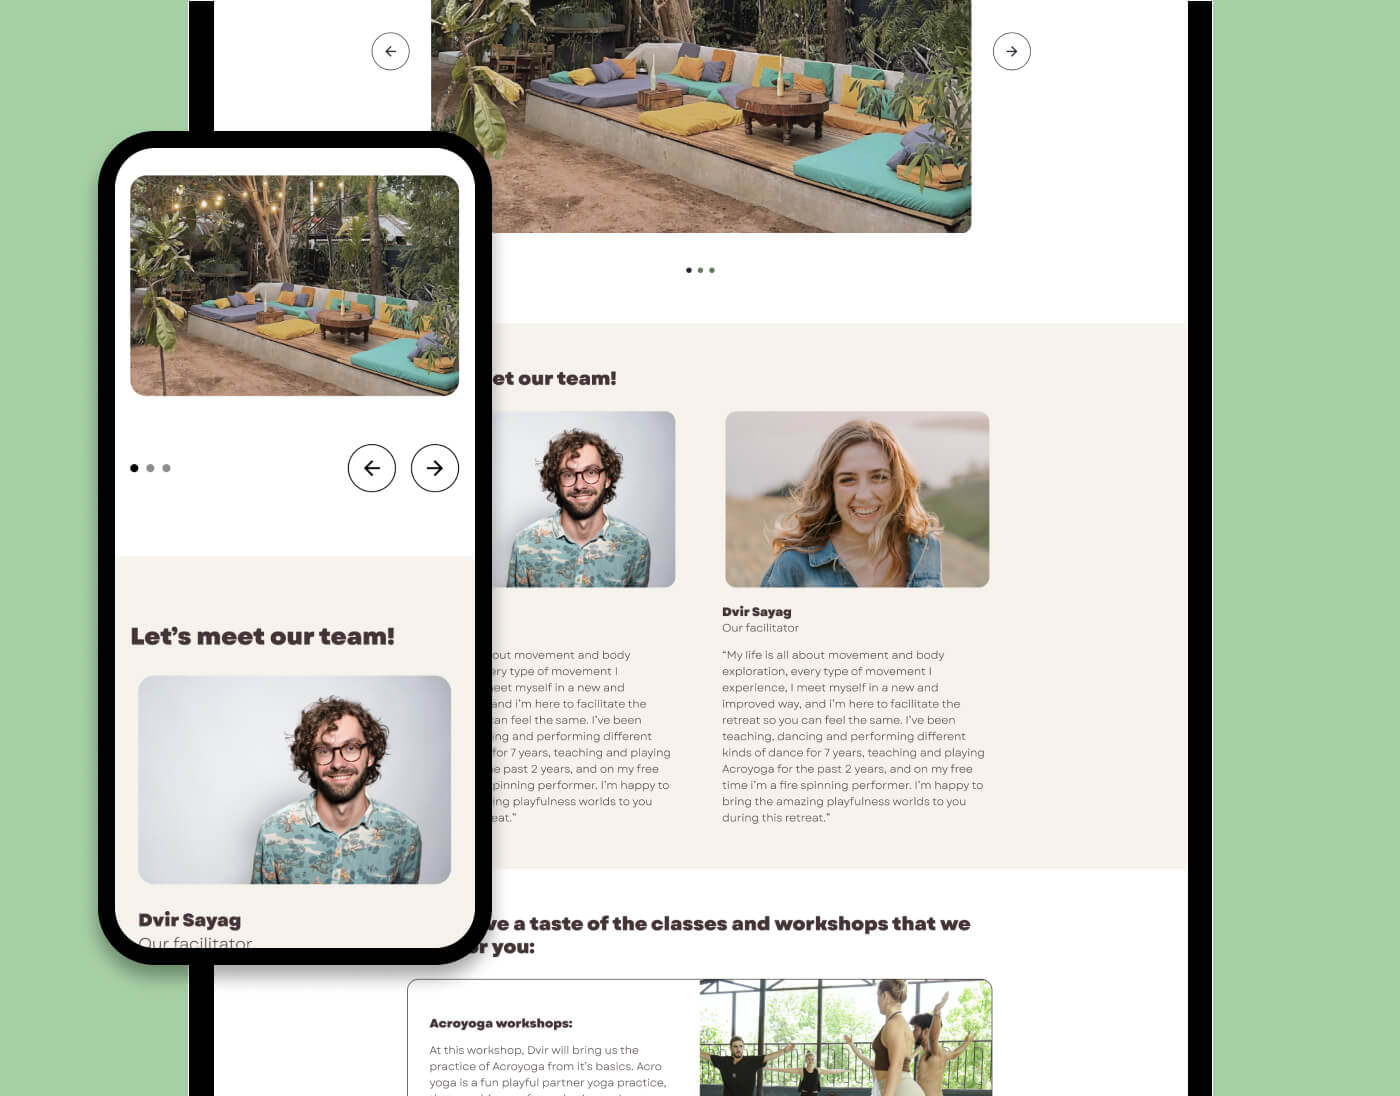 Let’s meet our team!
Dvir Sayag
Our facilitator
et our team!
out movement and body
ery type of movement I
eet myself in a new and
and i’m here to facilitate the
can feel the same. I’ve been
ing and performing different
for 7 years, teaching and playing
e past 2 years, and on my free
pinning performer. I’m happy to
ing playfulness worlds to you
eat.”
Dvir Sayag
Our facilitator
“My life is all about movement and body
exploration, every type of movement I
experience, I meet myself in a new and
improved way, and i’m here to facilitate the
retreat so you can feel the same. I’ve been
teaching, dancing and performing different
kinds of dance for 7 years, teaching and playing
Acroyoga for the past 2 years, and on my free
time i’m a fire spinning performer. I’m happy to
bring the amazing playfulness worlds to you
during this retreat.”
ve a taste of the classes and workshops that we
r you:
Acroyoga workshops:
At this workshop, Dvir will bring us the
practice of Acroyoga from it’s basics. Acro
yoga is a fun playful partner yoga practice,